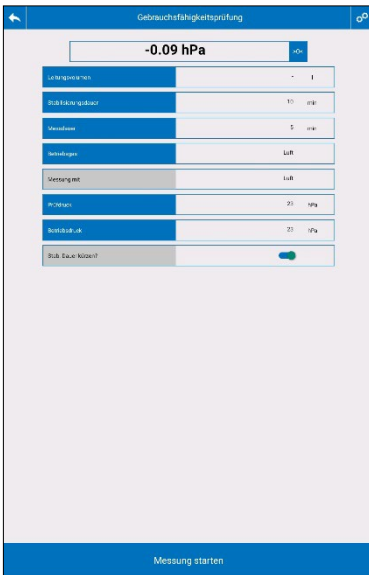 Gebrauchsfähigkeitsprüfung
-0.09 hPa >0<
Leitungsvolumen - l
Stabilisierungsdauer 10 min
Messdauer 5 min
Betriebsgas Luft
Messung mit Luft
Prüfdruck 23 hPa
Betriebsdruck 23 hPa
Stab. Dauer kürzen?
Messung starten